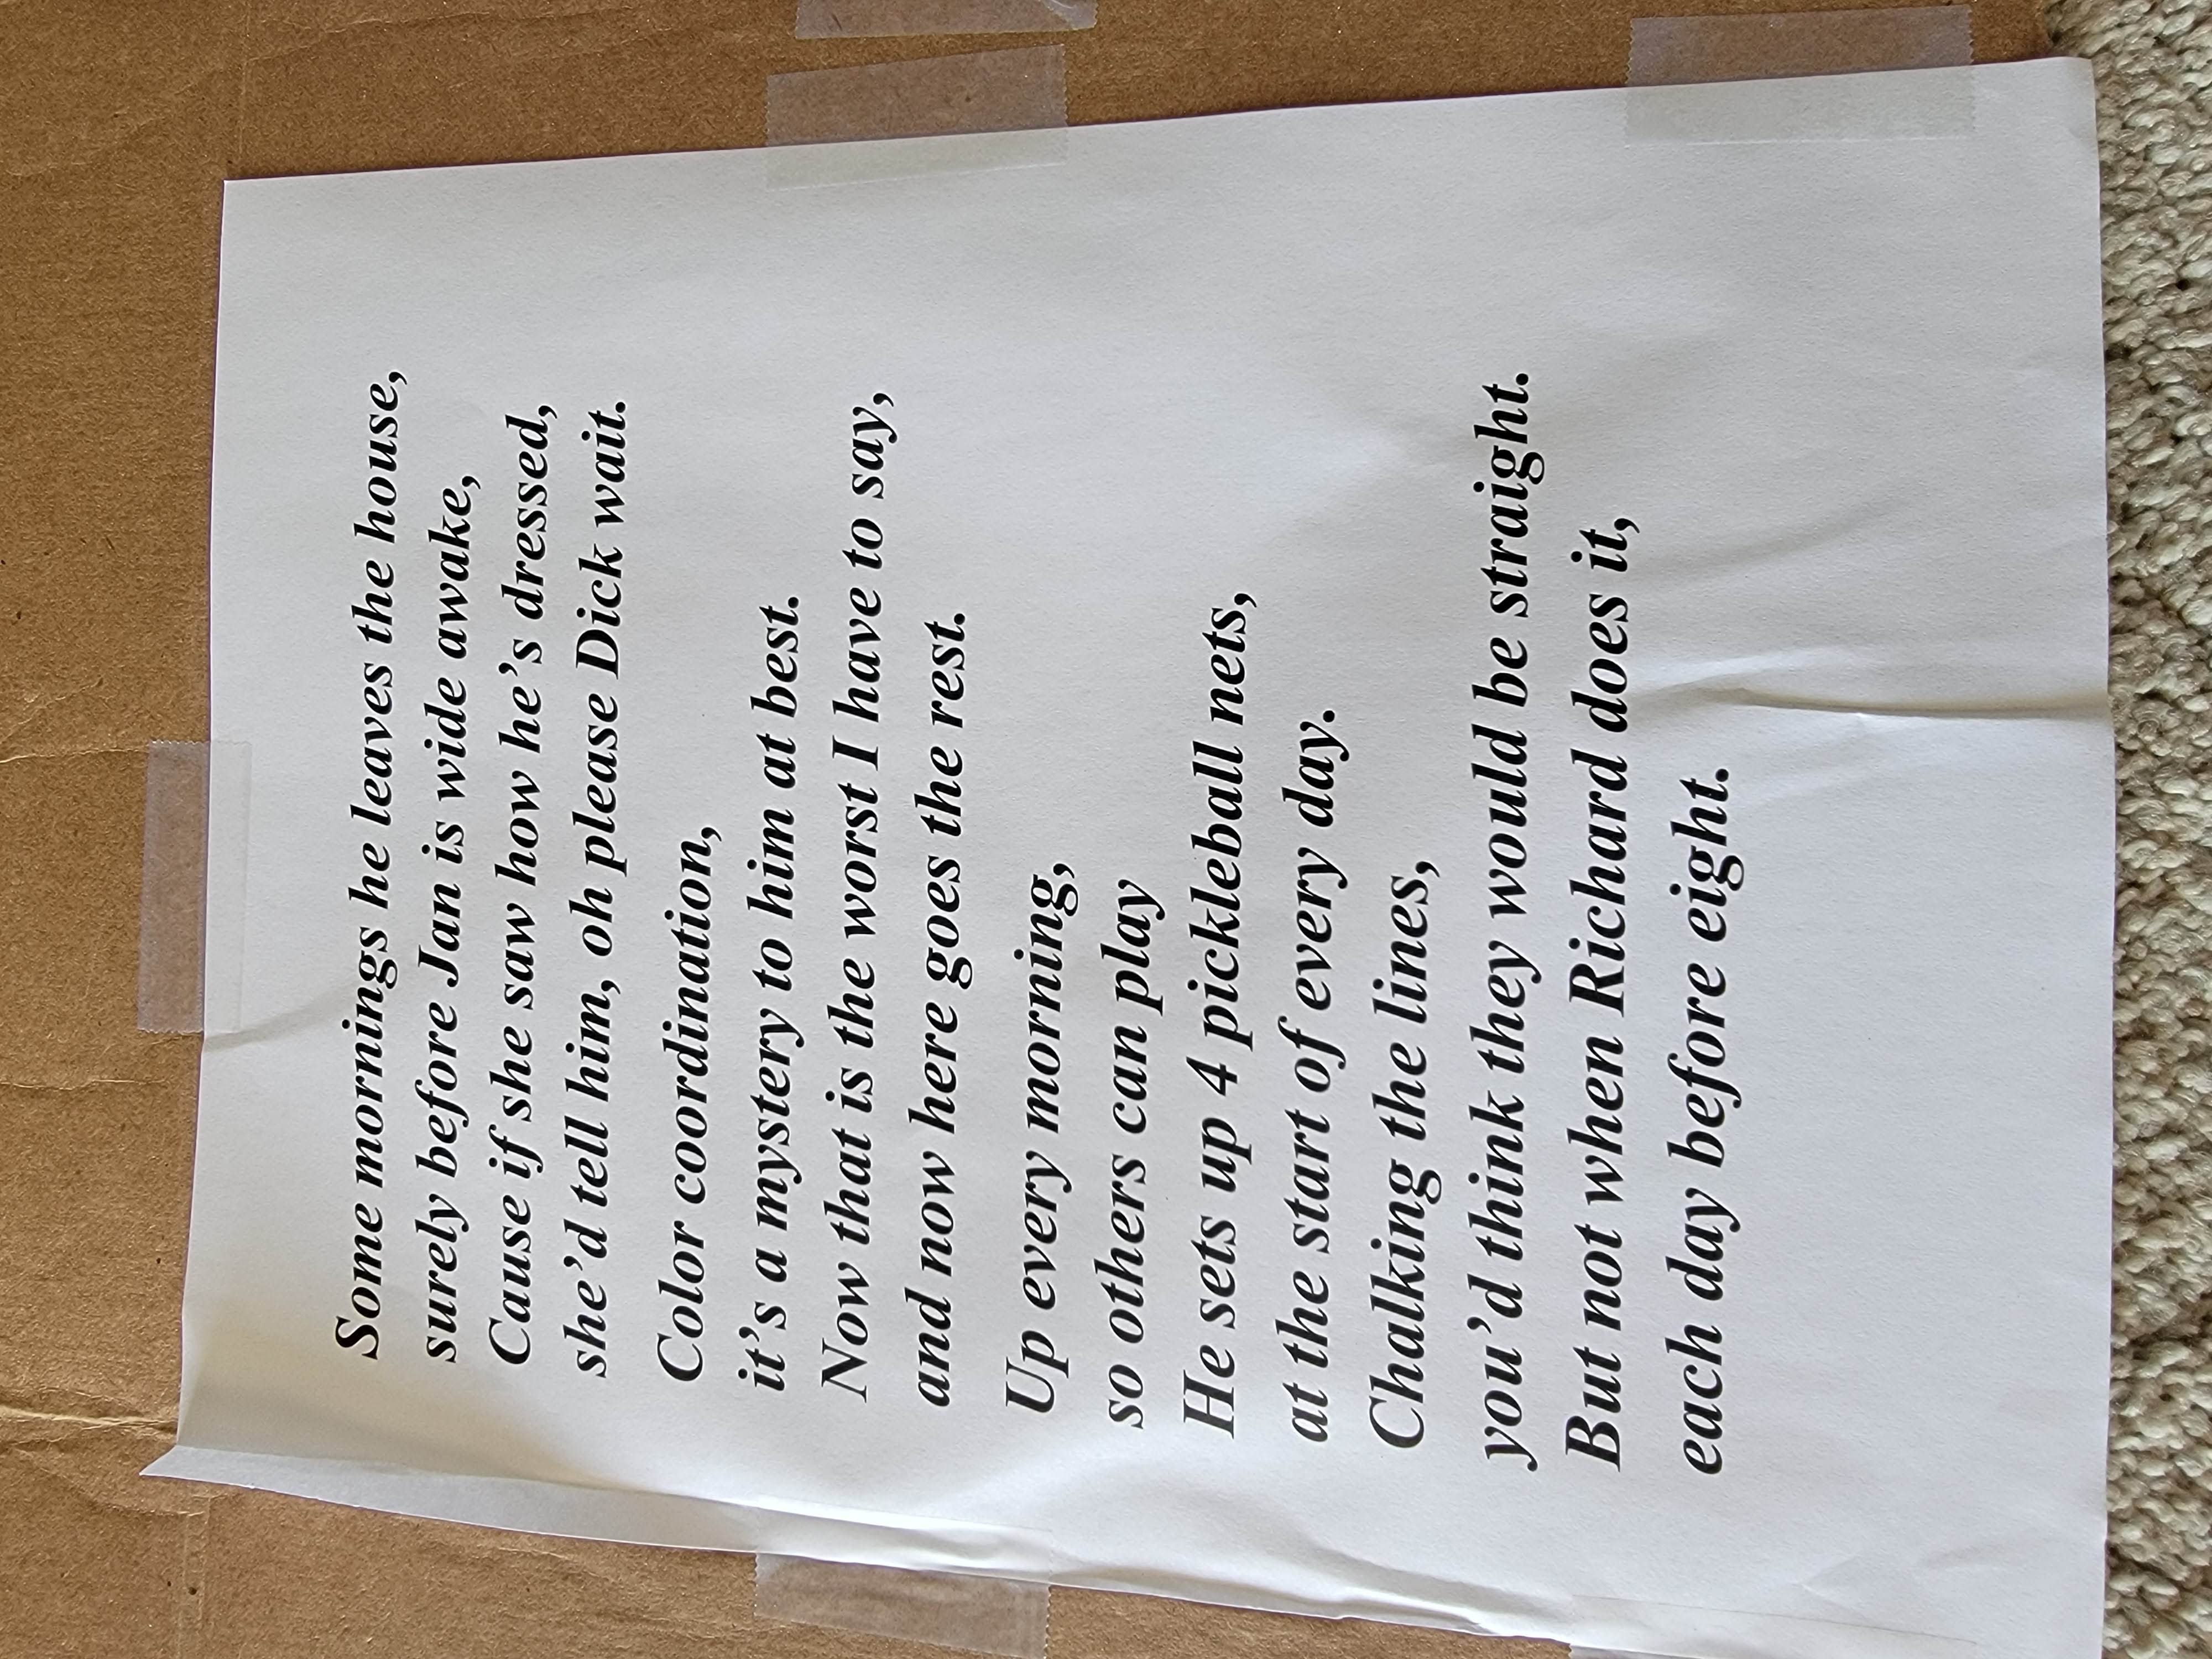 Some mornings he leaves the house,
surely before Jan is wide awake,
Cause if she saw how he's dressed,
she'd tell him, oh please Dick wait.
Color coordination,
it's a mystery to him at best.
Now that is the worst I have to say,
and now here goes the rest.
Up every morning,
so others can play
He sets up 4 pickleball nets,
at the start of every day.
Chalking the lines,
you'd think they would be straight.
But not when Richard does it,
each day before eight.